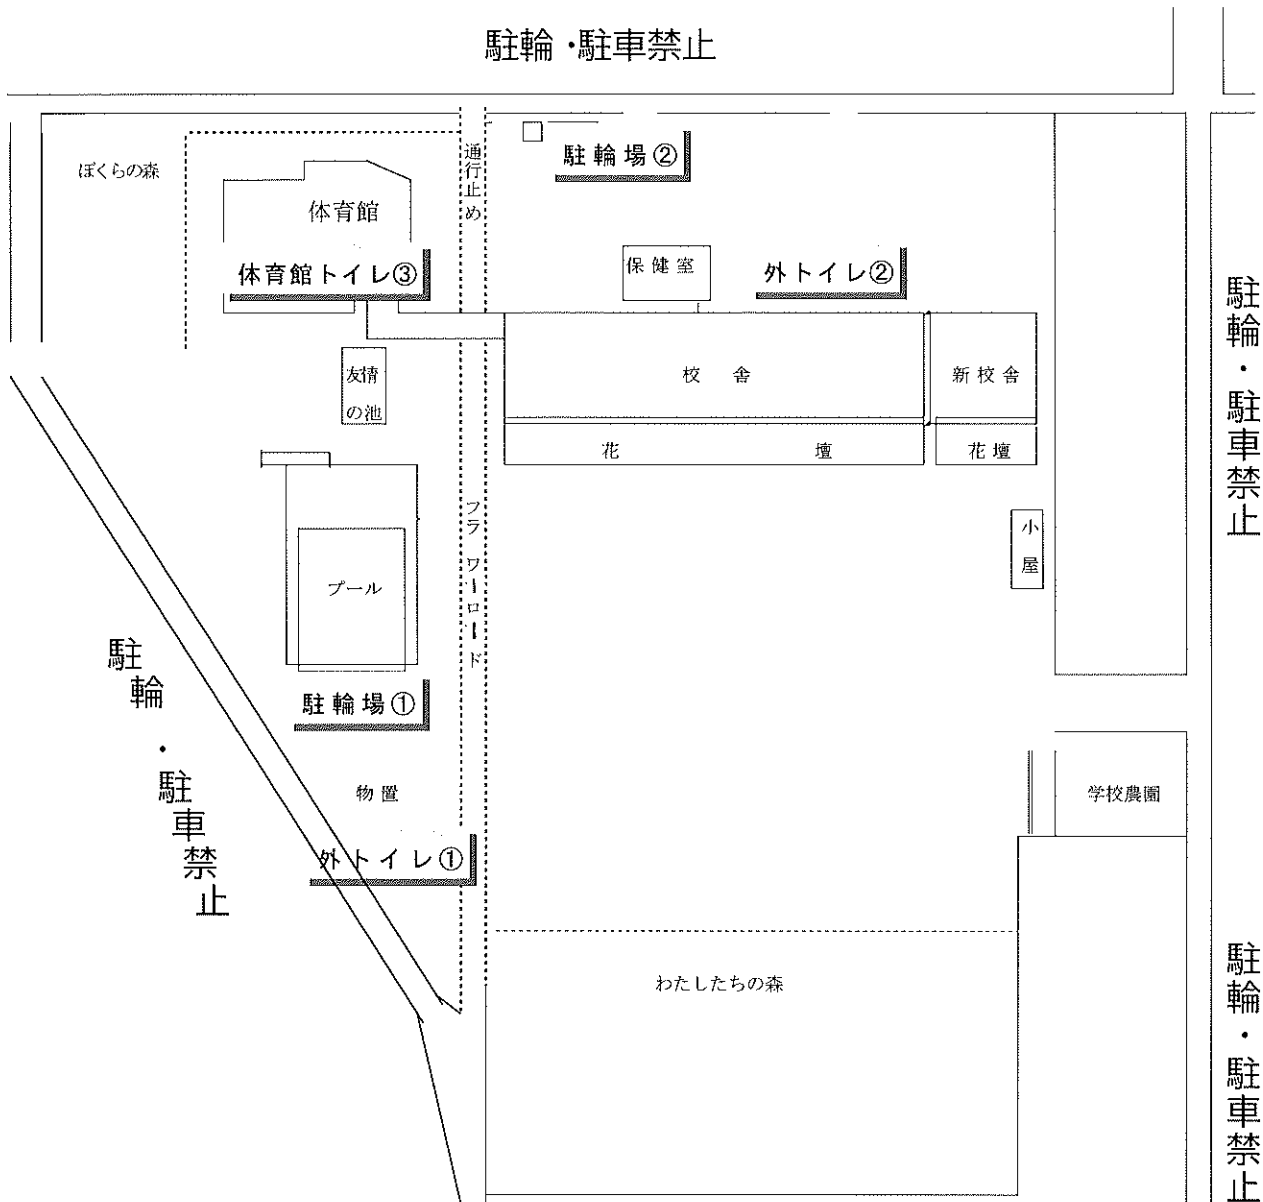 駐輪・駐車禁止
ぼくらの森
通行止め
駐輪場②
体育館
体育館トイレ③
保健室
外トイレ②
駐輪・駐車禁止
友情
の池
校舎
新校舎
花壇
花壇
フラワーロード
小屋
プール
駐輪・駐車禁止
駐輪場①
物置
学校農園
外トイレ①
わたしたちの森
駐輪・駐車禁止